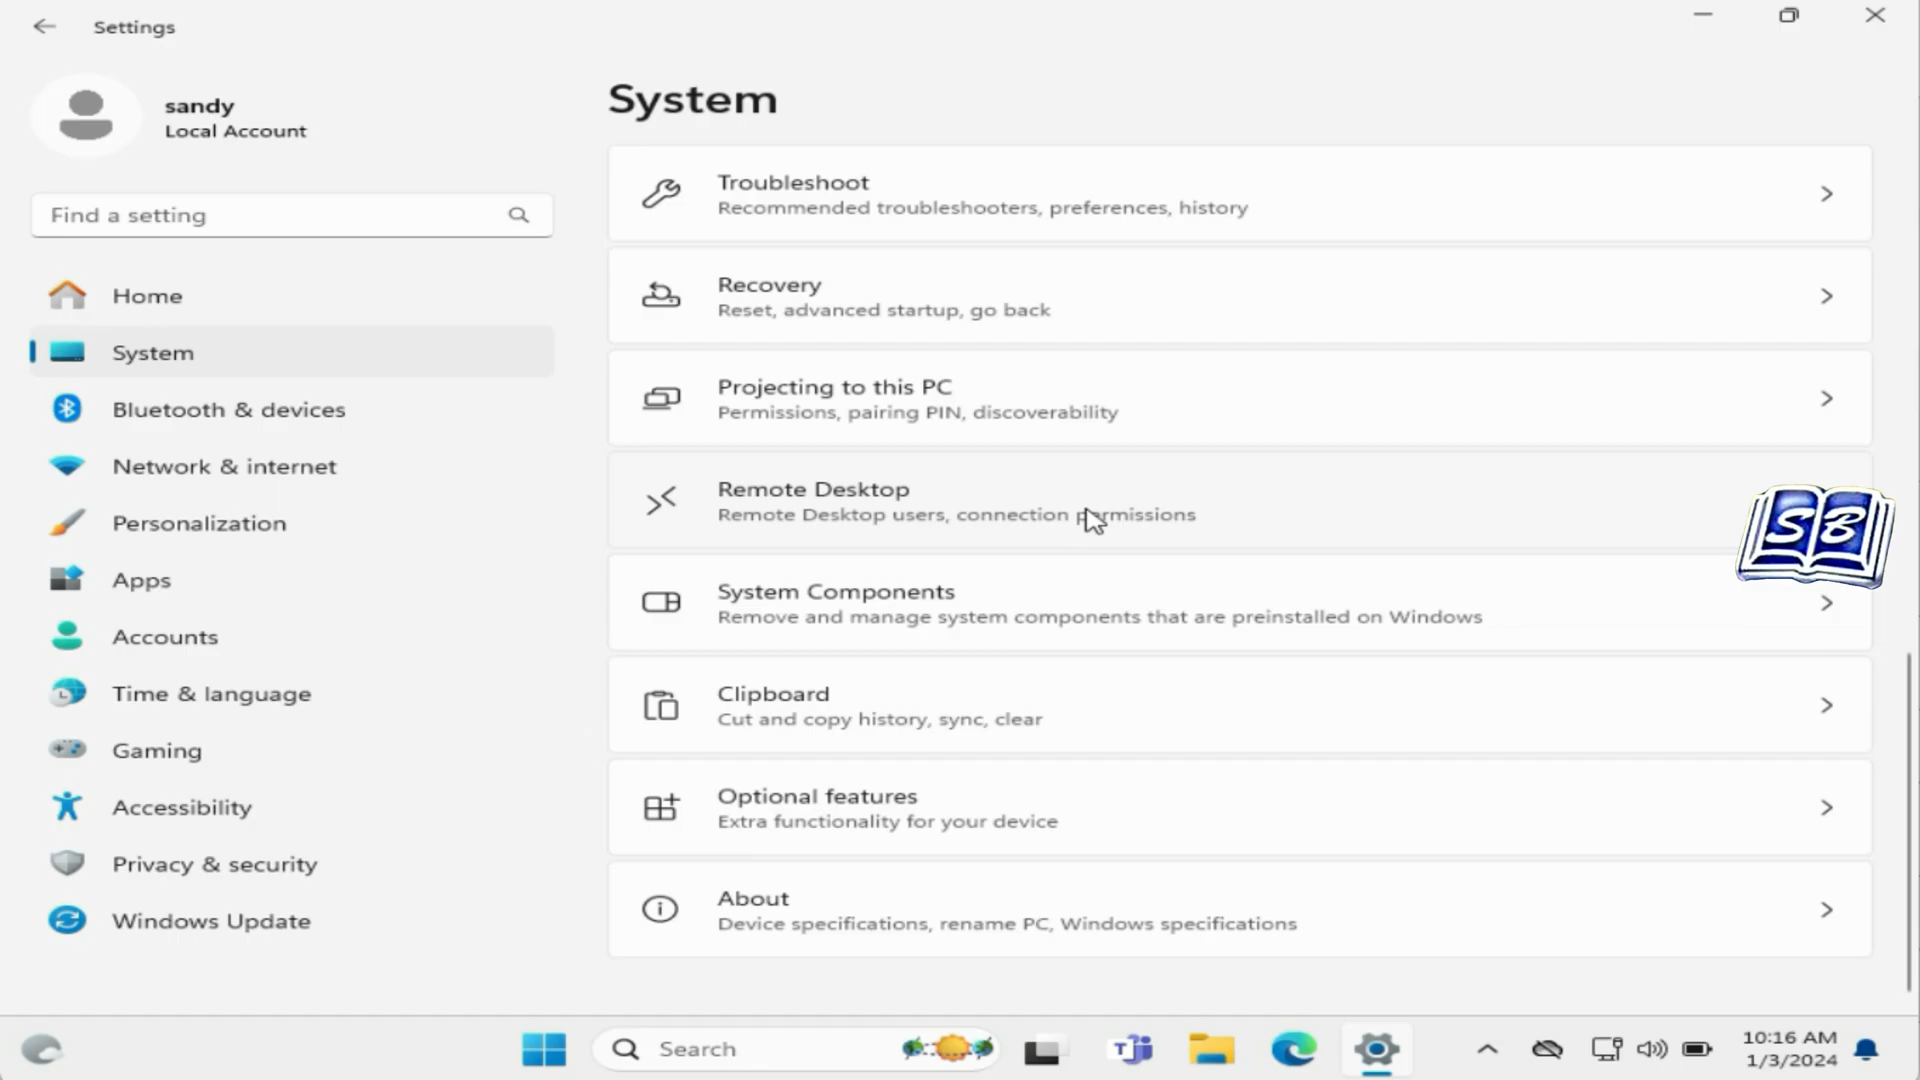 Settings
sandy
Local Account
Find a setting
Home
System
Bluetooth & devices
Network & internet
Personalization
Apps
Accounts
Time & language
Gaming
Accessibility
Privacy & security
Windows Update
System
Troubleshoot
Recommended troubleshooters, preferences, history
Recovery
Reset, advanced startup, go back
Projecting to this PC
Permissions, pairing PIN, discoverability
Remote Desktop
Remote Desktop users, connection permissions
SB
System Components
Remove and manage system components that are preinstalled on Windows
Clipboard
Cut and copy history, sync, clear
Optional features
Extra functionality for your device
About
Device specifications, rename PC, Windows specifications
Search
10:16 AM
1/3/2024